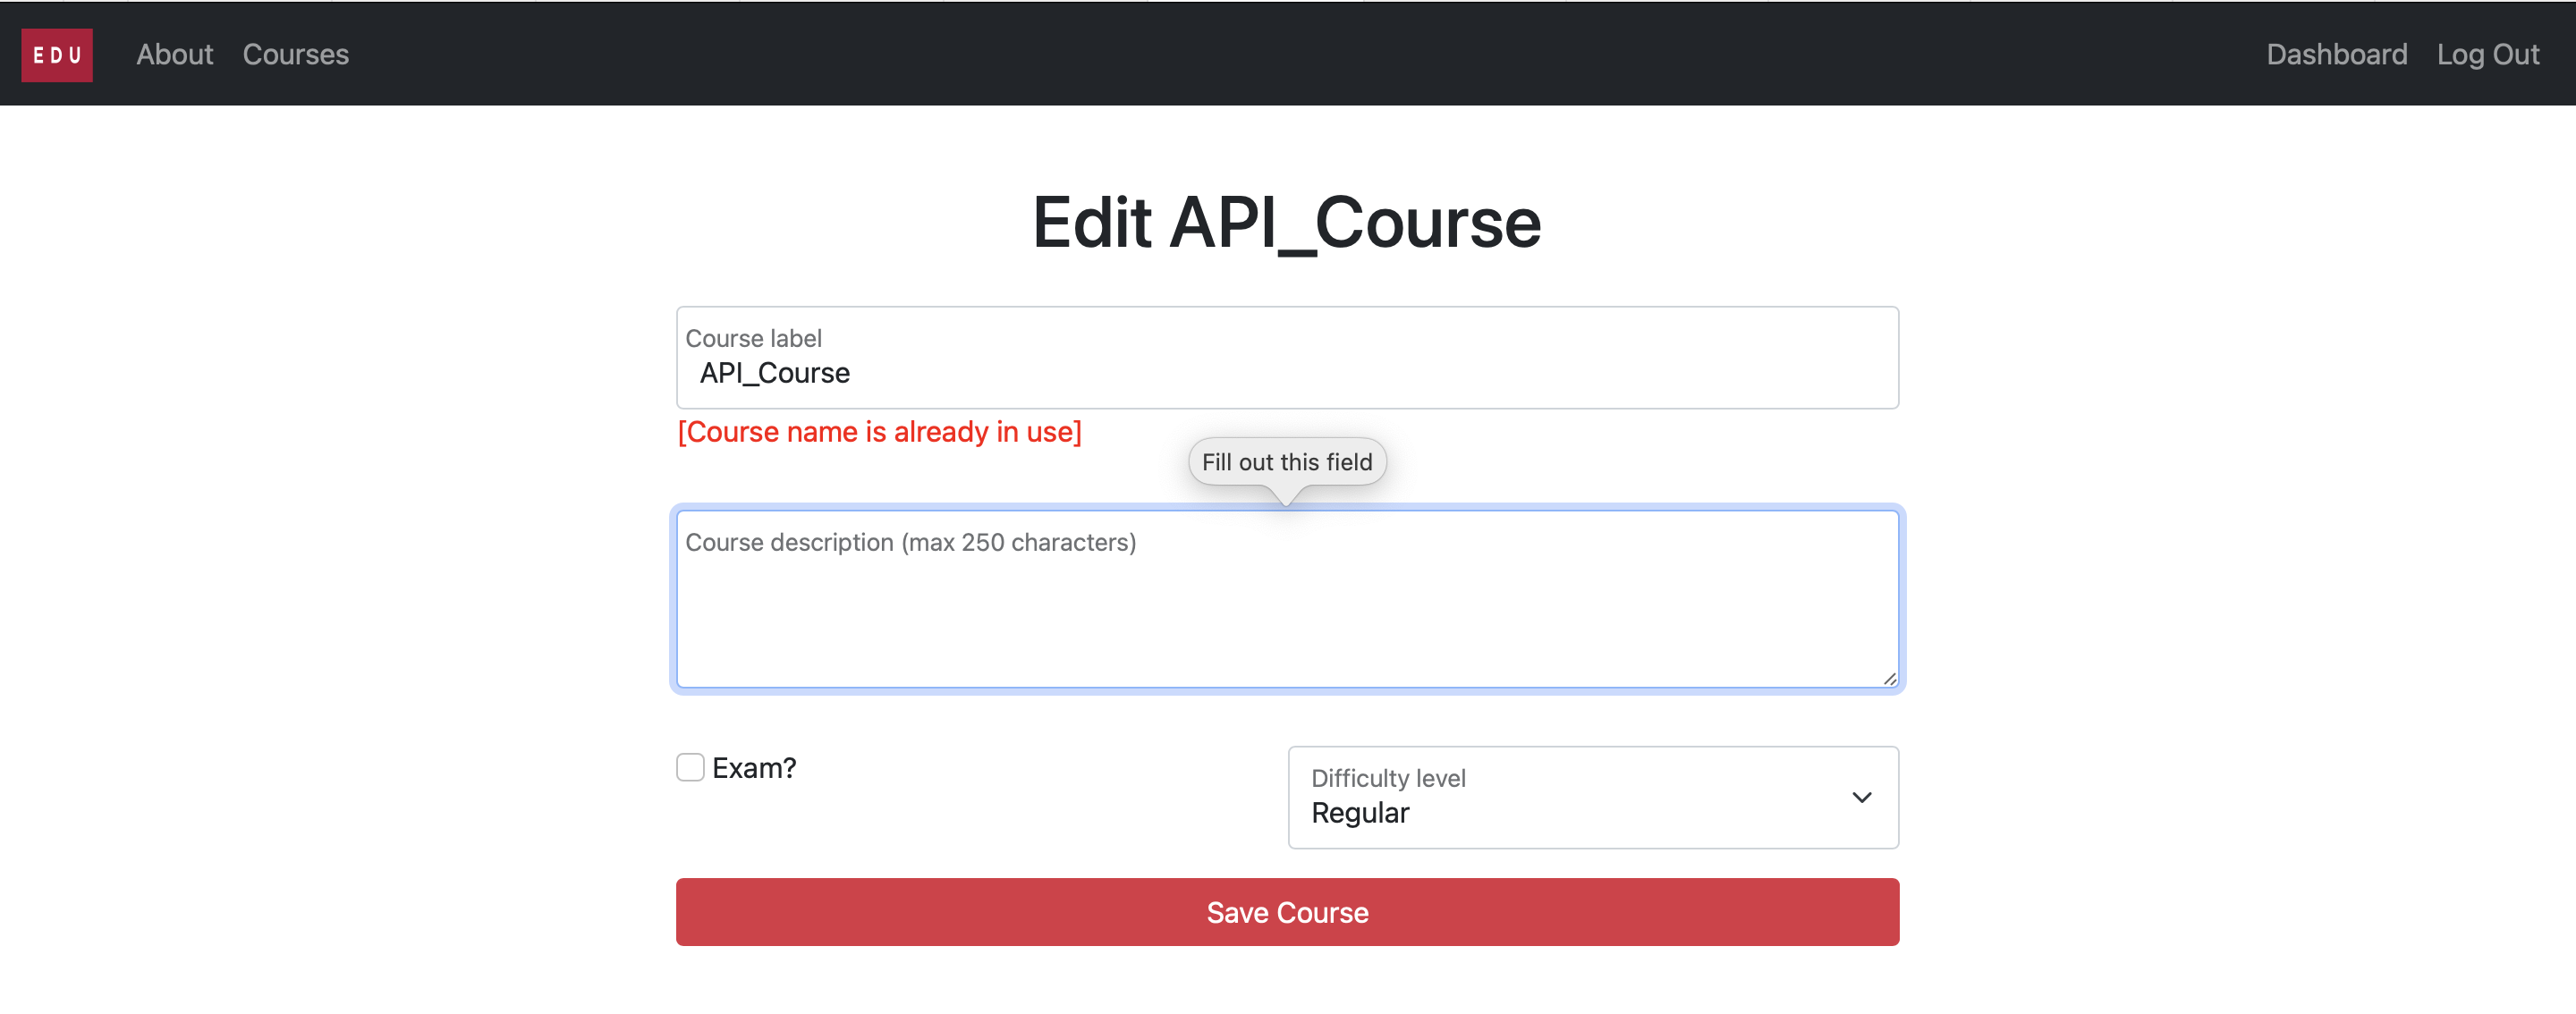 EDU About Courses Dashboard Log Out
Edit API_Course
Course label
API_Course
[Course name is already in use]
Fill out this field
Course description (max 250 characters)
Exam?
Difficulty level
Regular
Save Course